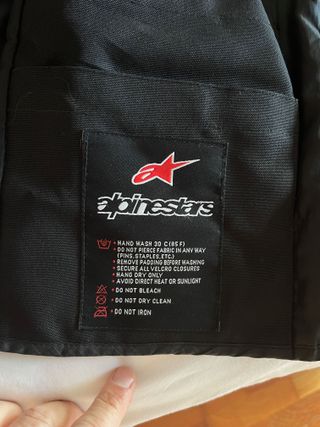 alpinestars
• HAND WASH 30 C (85 F)
• DO NOT PIERCE FABRIC IN ANY WAY
(PINS, STAPLES, ETC.)
• REMOVE PADDING BEFORE WASHING
• SECURE ALL VELCRO CLOSURES
• HANG DRY ONLY
• AVOID DIRECT HEAT OR SUNLIGHT
• DO NOT BLEACH
• DO NOT DRY CLEAN
• DO NOT IRON